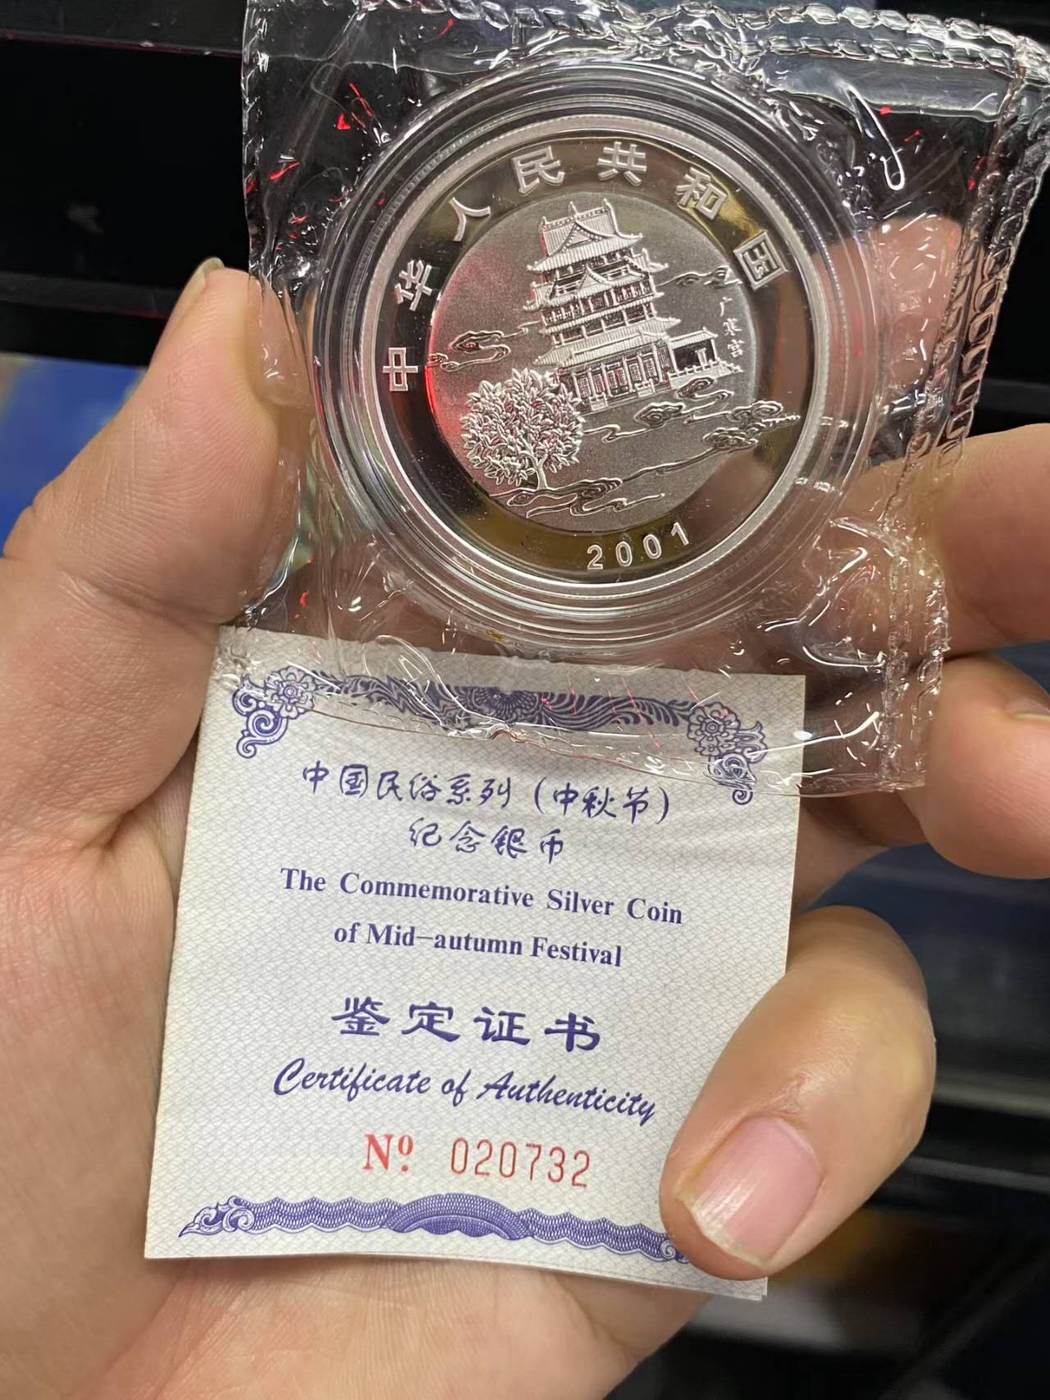 中华人民共和国
广寒宫
2001
中国民俗系列（中秋节）
纪念银币
The Commemorative Silver Coin
of Mid-autumn Festival
鉴定证书
Certificate of Authenticity
Nº 020732